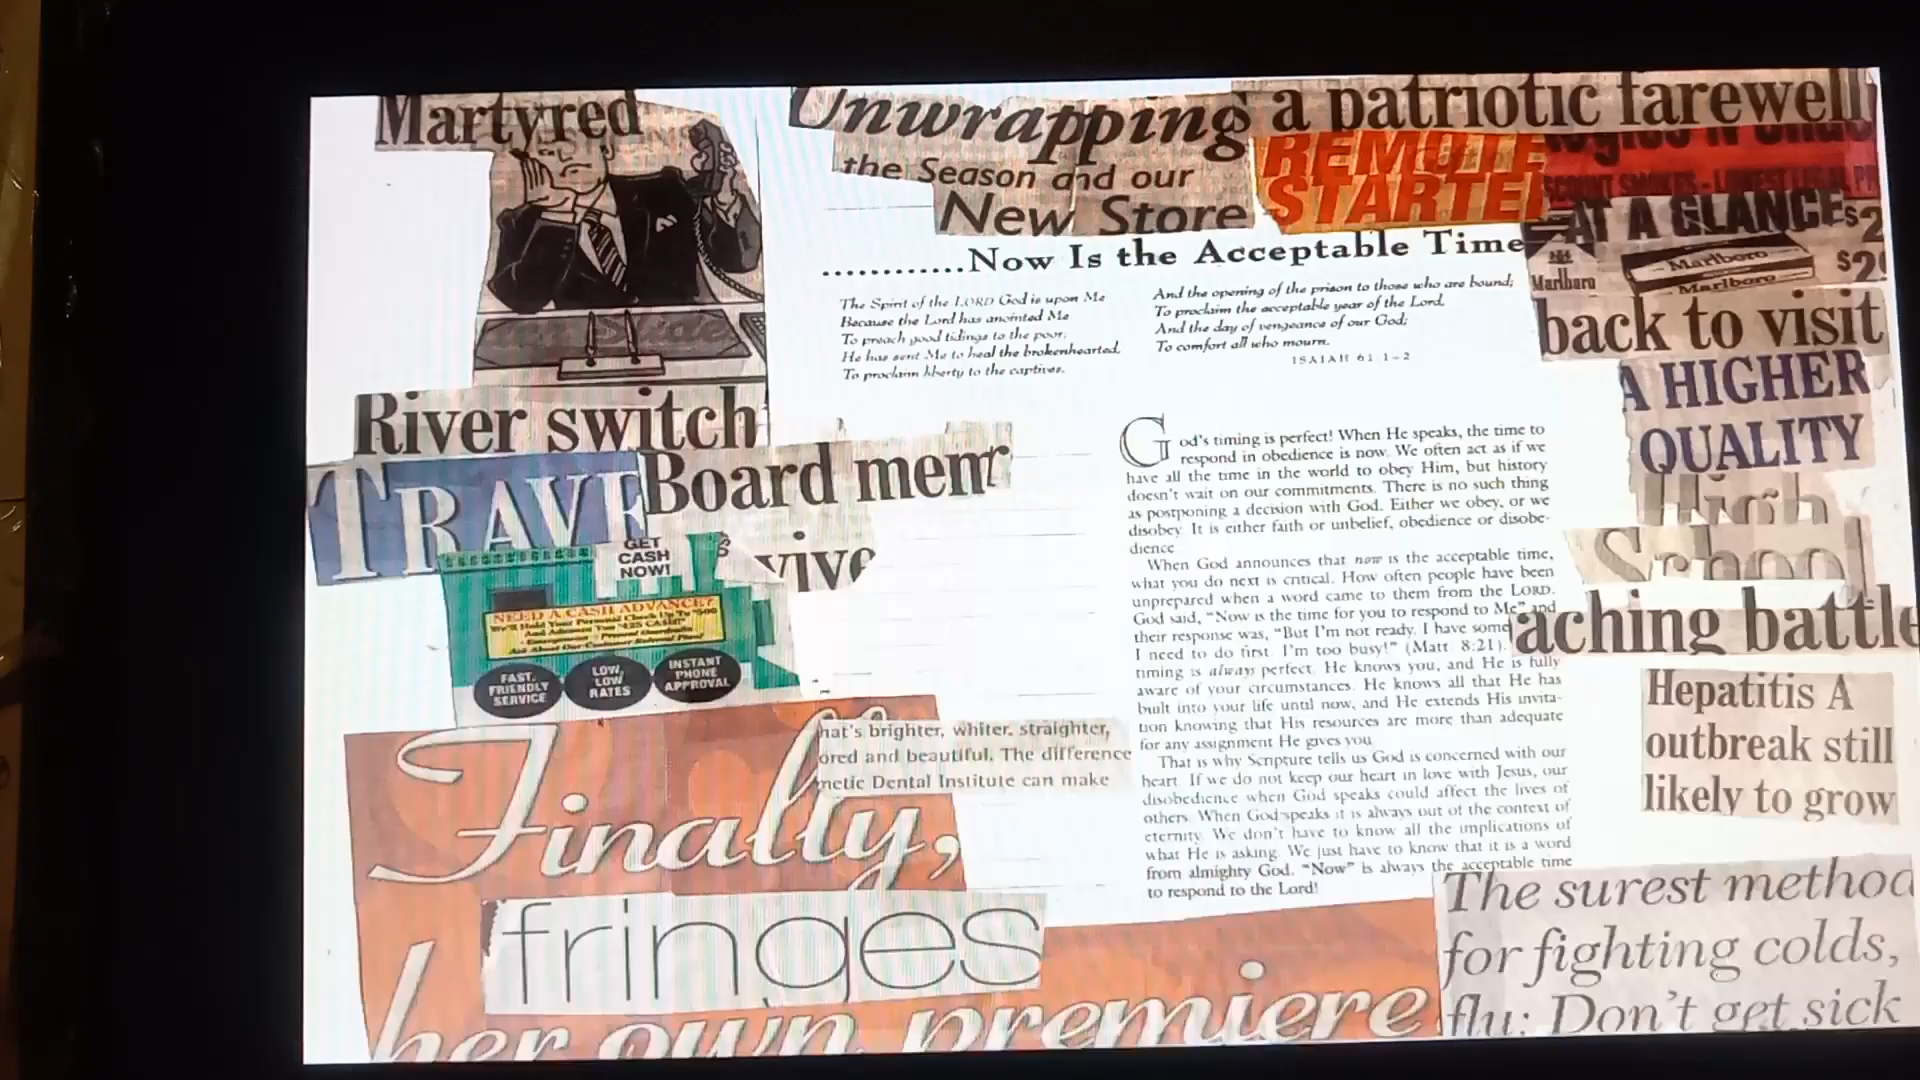 Martyred
Unwrapping
a patriotic farewell
the Season and our
New Store
REMOTE
STARTE
AT A GLANCE
$2
Marlboro
Marlboro
Marlboro
$2
............Now Is the Acceptable Time
The Spirit of the LORD God is upon Me
Because the Lord has anointed Me
To preach good tidings to the poor;
He has sent Me to heal the brokenhearted,
To proclaim liberty to the captives,
And the opening of the prison to those who are bound;
To proclaim the acceptable year of the Lord,
And the day of vengeance of our God;
To comfort all who mourn.
ISAIAH 61:1–2
back to visit
A HIGHER
QUALITY
High
School
River switch
TRAVE
Board mem
vive
GET
CASH
NOW!
NEED A CASH ADVANCE?
FAST,
FRIENDLY
SERVICE
LOW,
LOW
RATES
INSTANT
PHONE
APPROVAL
God's timing is perfect! When He speaks, the time to
respond in obedience is now. We often act as if we
have all the time in the world to obey Him, but history
doesn't wait on our commitments. There is no such thing
as postponing a decision with God. Either we obey, or we
disobey. It is either faith or unbelief, obedience or disobe-
dience.
When God announces that now is the acceptable time,
what you do next is critical. How often people have been
unprepared when a word came to them from the LORD.
God said, "Now is the time for you to respond to Me" and
their response was, "But I'm not ready. I have some
I need to do first. I'm too busy!" (Matt. 8:21).
timing is always perfect. He knows you, and He is fully
aware of your circumstances. He knows all that He has
built into your life until now, and He extends His invita-
tion knowing that His resources are more than adequate
for any assignment He gives you.
That is why Scripture tells us God is concerned with our
heart. If we do not keep our heart in love with Jesus, our
disobedience when God speaks could affect the lives of
others. When God speaks it is always out of the context of
eternity. We don't have to know all the implications of
what He is asking. We just have to know that it is a word
from almighty God. "Now" is always the acceptable time
to respond to the Lord!
aching battle
Hepatitis A
outbreak still
likely to grow
hat's brighter, whiter, straighter,
ored and beautiful. The difference
metic Dental Institute can make
Finally,
fringes
her own premiere
The surest method
for fighting colds,
flu: Don't get sick